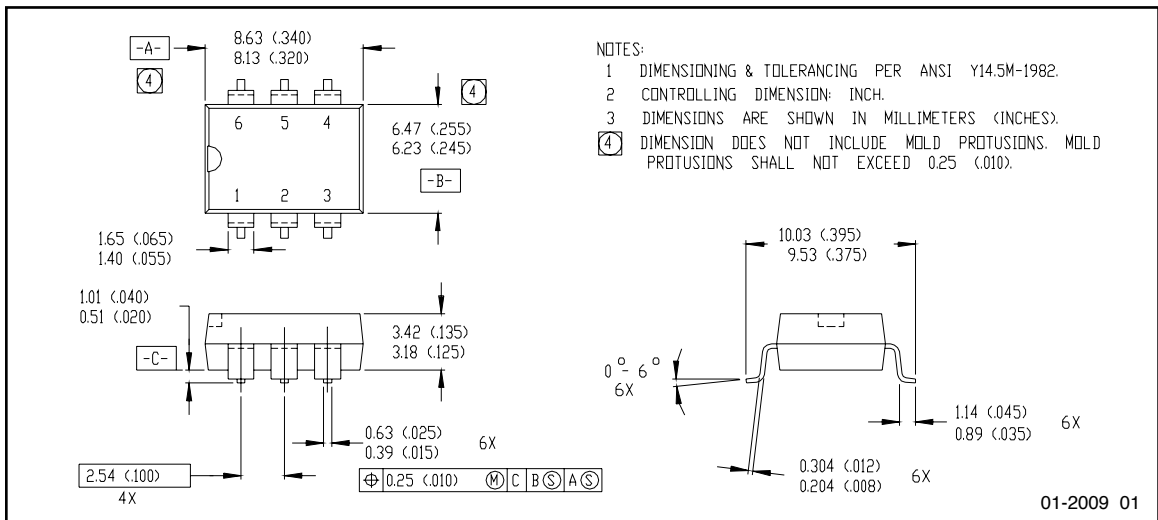 -A-
8.63 (.340)
8.13 (.320)
4
4
6 5 4
6.47 (.255)
6.23 (.245)
-B-
1 2 3
1.65 (.065)
1.40 (.055)
NOTES:
1 DIMENSIONING & TOLERANCING PER ANSI Y14.5M-1982.
2 CONTROLLING DIMENSION: INCH.
3 DIMENSIONS ARE SHOWN IN MILLIMETERS (INCHES).
4 DIMENSION DOES NOT INCLUDE MOLD PROTUSIONS. MOLD
PROTUSIONS SHALL NOT EXCEED 0.25 (.010).
1.01 (.040)
0.51 (.020)
3.42 (.135)
3.18 (.125)
-C-
0.63 (.025)
0.39 (.015)
6X
2.54 (.100)
4X
⌖ 0.25 (.010) Ⓜ C B Ⓢ A Ⓢ
10.03 (.395)
9.53 (.375)
0° - 6°
6X
1.14 (.045)
0.89 (.035)
6X
0.304 (.012)
0.204 (.008)
6X
01-2009 01